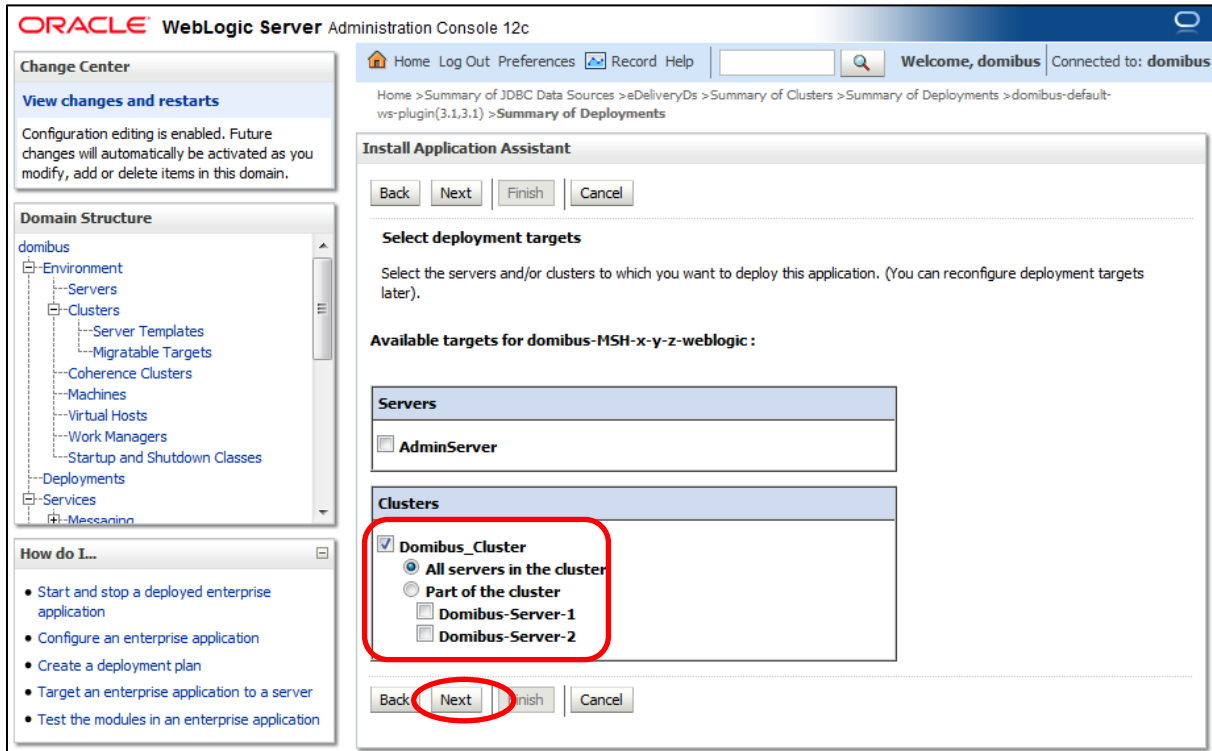 ORACLE WebLogic Server Administration Console 12c
Change Center
View changes and restarts
Configuration editing is enabled. Future
changes will automatically be activated as you
modify, add or delete items in this domain.
Domain Structure
domibus
Environment
Servers
Clusters
Server Templates
Migratable Targets
Coherence Clusters
Machines
Virtual Hosts
Work Managers
Startup and Shutdown Classes
Deployments
Services
Messaging
How do I...
Start and stop a deployed enterprise
application
Configure an enterprise application
Create a deployment plan
Target an enterprise application to a server
Test the modules in an enterprise application
Home Log Out Preferences Record Help Welcome, domibus Connected to: domibus
Home >Summary of JDBC Data Sources >eDeliveryDs >Summary of Clusters >Summary of Deployments >domibus-default-
ws-plugin(3.1,3.1) >Summary of Deployments
Install Application Assistant
Back Next Finish Cancel
Select deployment targets
Select the servers and/or clusters to which you want to deploy this application. (You can reconfigure deployment targets
later).
Available targets for domibus-MSH-x-y-z-weblogic :
Servers
AdminServer
Clusters
Domibus_Cluster
All servers in the cluster
Part of the cluster
Domibus-Server-1
Domibus-Server-2
Back Next Finish Cancel